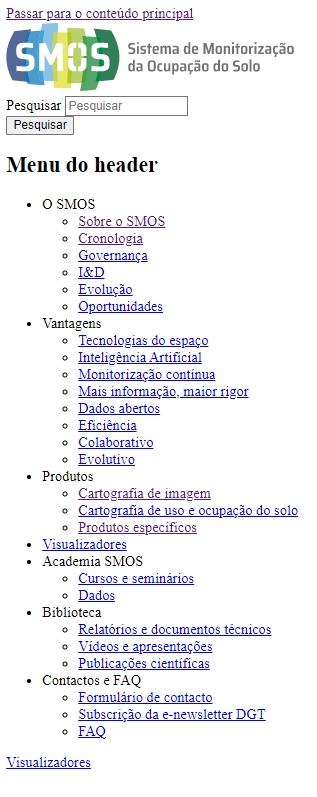 Passar para o conteúdo principal
SMOS
Sistema de Monitorização
da Ocupação do Solo
Pesquisar Pesquisar
Pesquisar
Menu do header
O SMOS
Sobre o SMOS
Cronologia
Governança
I&D
Evolução
Oportunidades
Vantagens
Tecnologias do espaço
Inteligência Artificial
Monitorização contínua
Mais informação, maior rigor
Dados abertos
Eficiência
Colaborativo
Evolutivo
Produtos
Cartografia de imagem
Cartografia de uso e ocupação do solo
Produtos específicos
Visualizadores
Academia SMOS
Cursos e seminários
Dados
Biblioteca
Relatórios e documentos técnicos
Vídeos e apresentações
Publicações científicas
Contactos e FAQ
Formulário de contacto
Subscrição da e-newsletter DGT
FAQ
Visualizadores